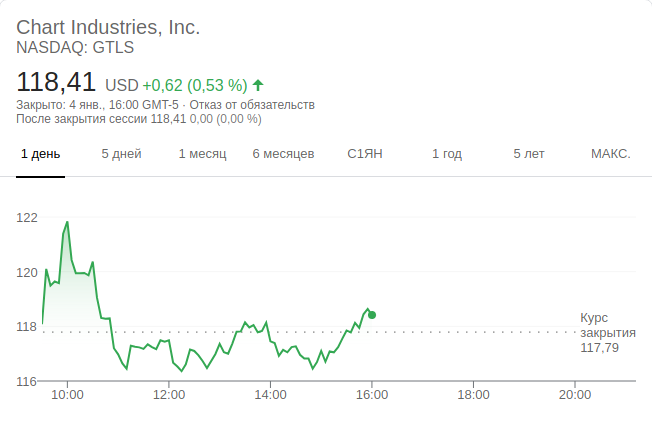 Chart Industries, Inc.
NASDAQ: GTLS
118,41 USD +0,62 (0,53 %)
Закрыто: 4 янв., 16:00 GMT-5 · Отказ от обязательств
После закрытия сессии 118,41 0,00 (0,00 %)
1 день 5 дней 1 месяц 6 месяцев С1ЯН 1 год 5 лет МАКС.
122
120
118
116
Курс
закрытия
117,79
10:00 12:00 14:00 16:00 18:00 20:00